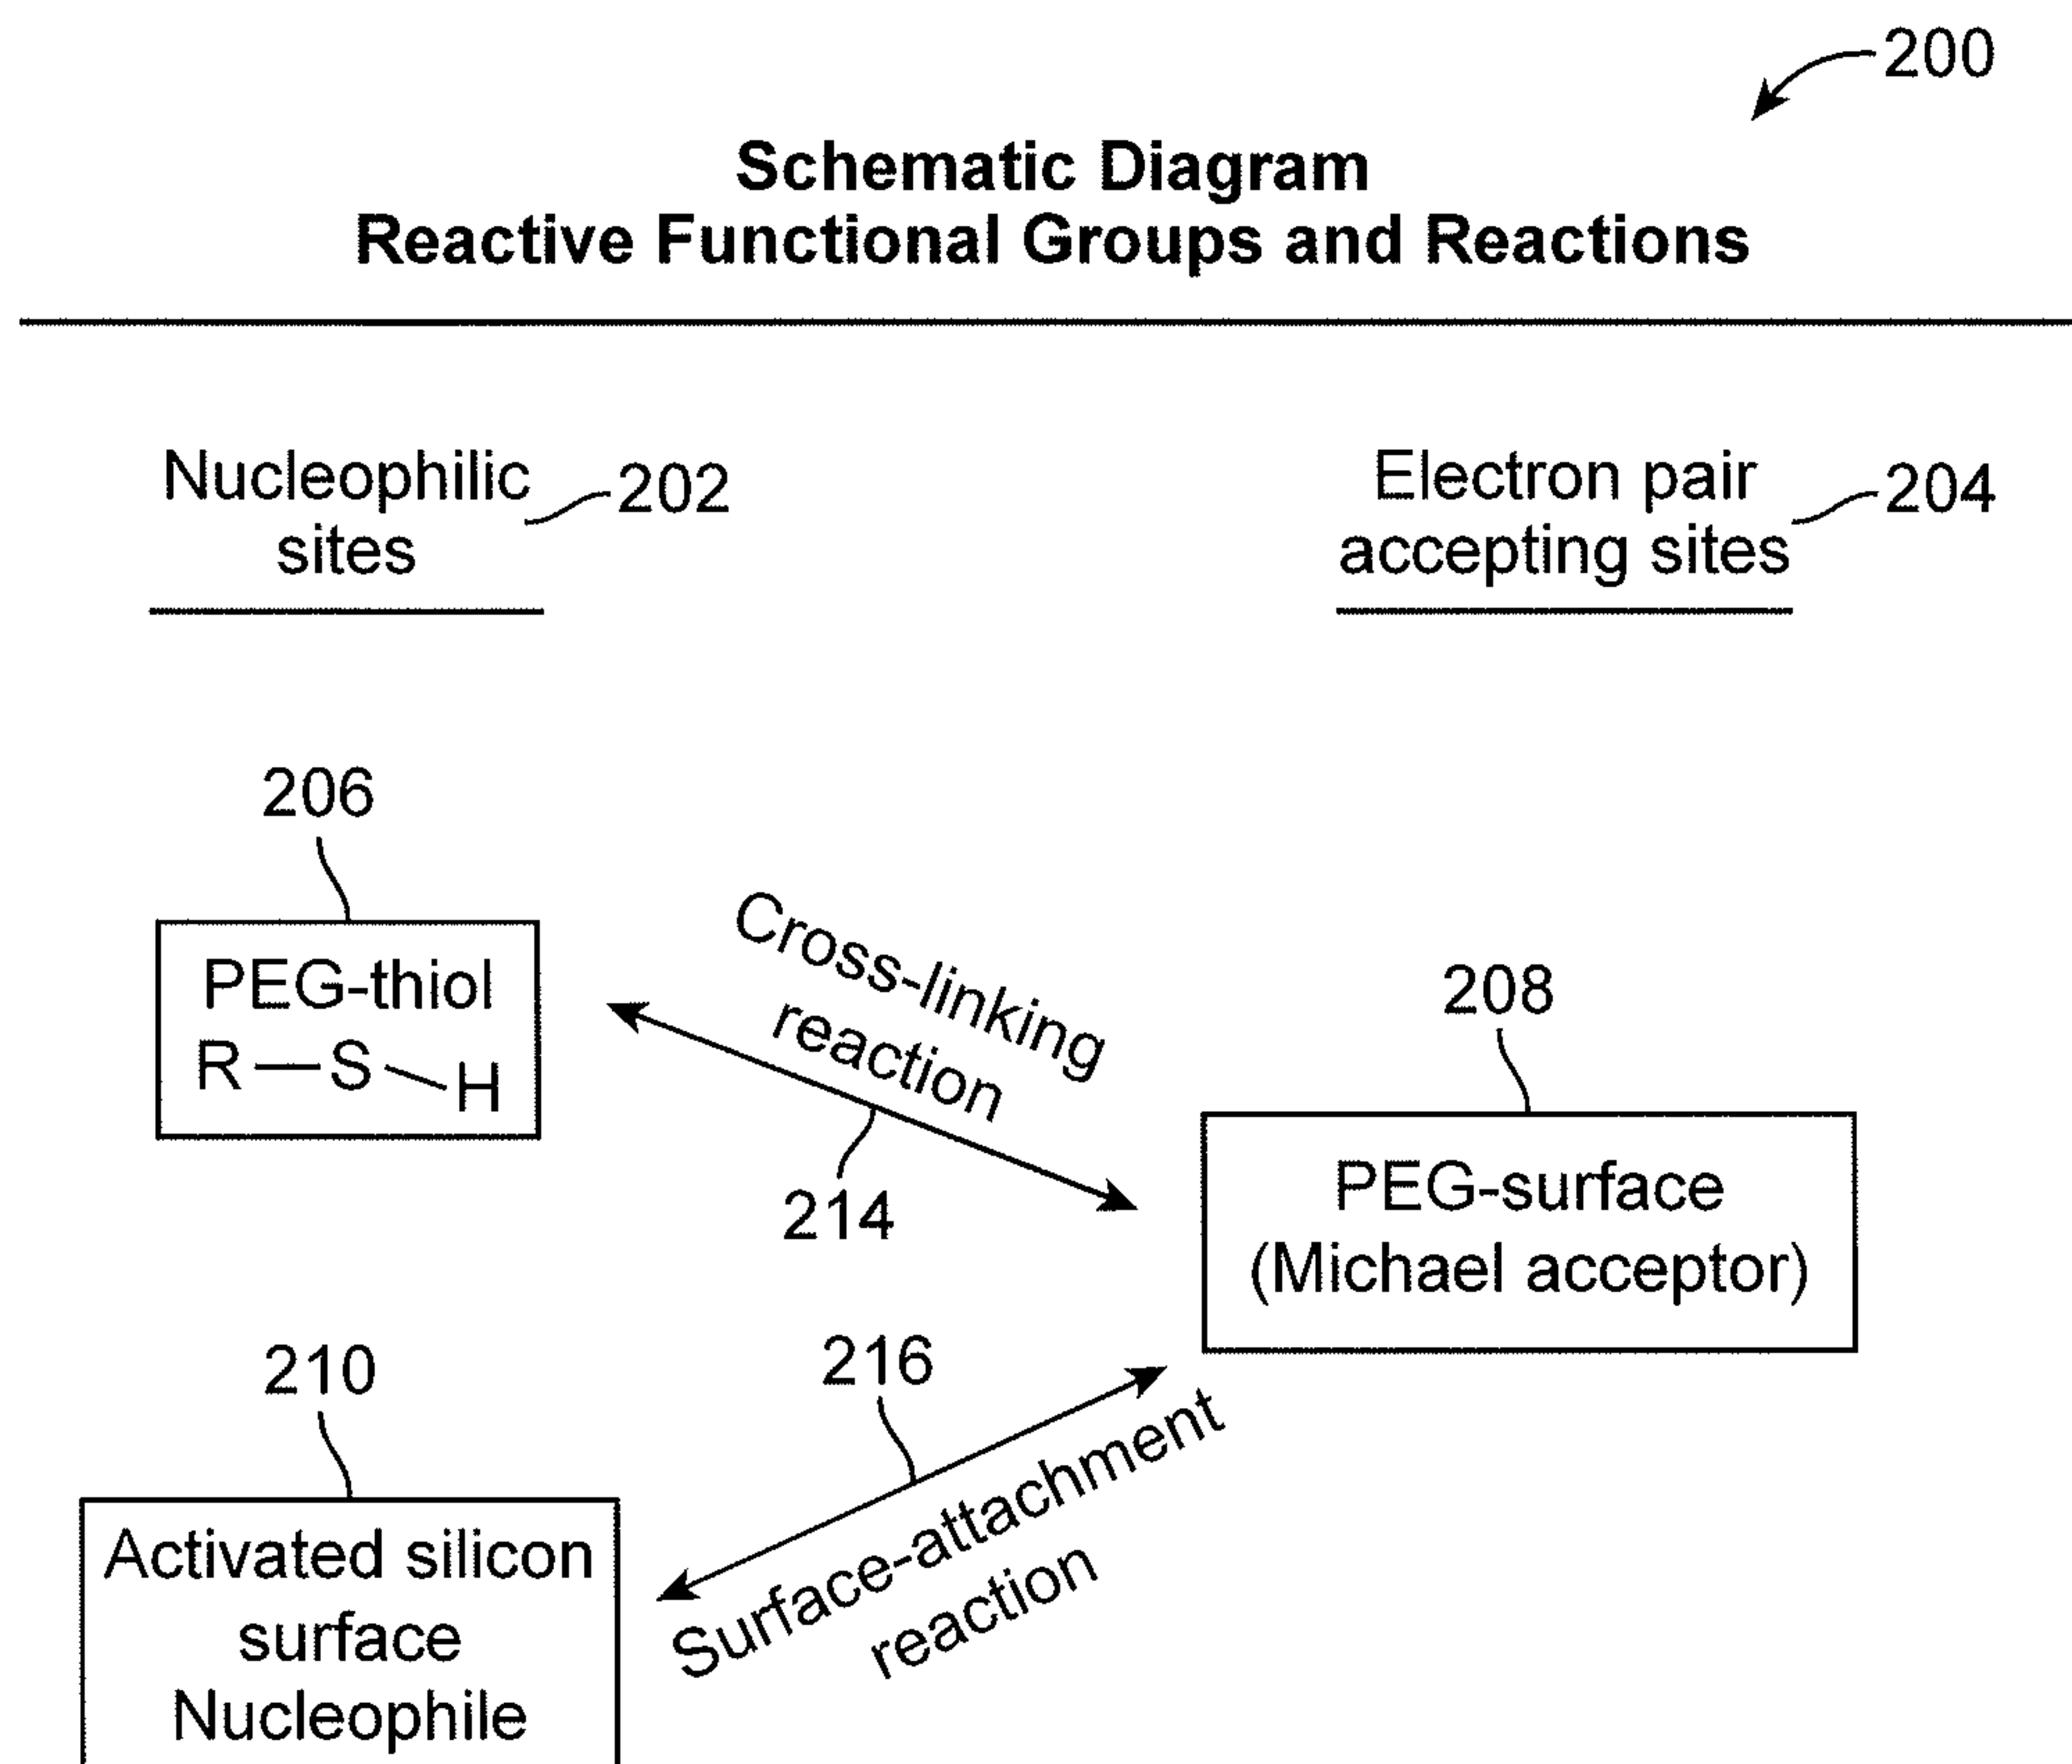 200
Schematic Diagram
Reactive Functional Groups and Reactions
Nucleophilic
sites
202
Electron pair
accepting sites
204
206
PEG-thiol
R—S—H
Cross-linking
reaction
214
208
PEG-surface
(Michael acceptor)
210
Activated silicon
surface
Nucleophile
216
Surface-attachment
reaction